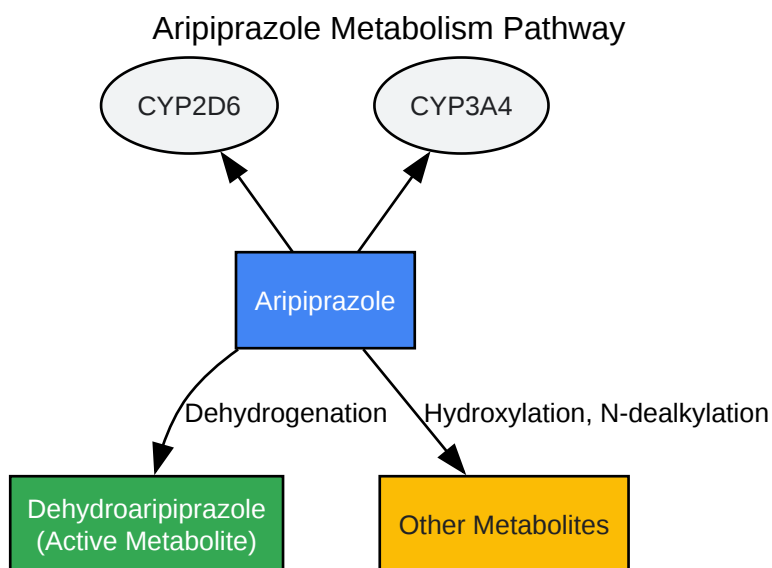 Aripiprazole Metabolism Pathway
CYP2D6
CYP3A4
Aripiprazole
Dehydrogenation
Hydroxylation, N-dealkylation
Dehydroaripiprazole
(Active Metabolite)
Other Metabolites